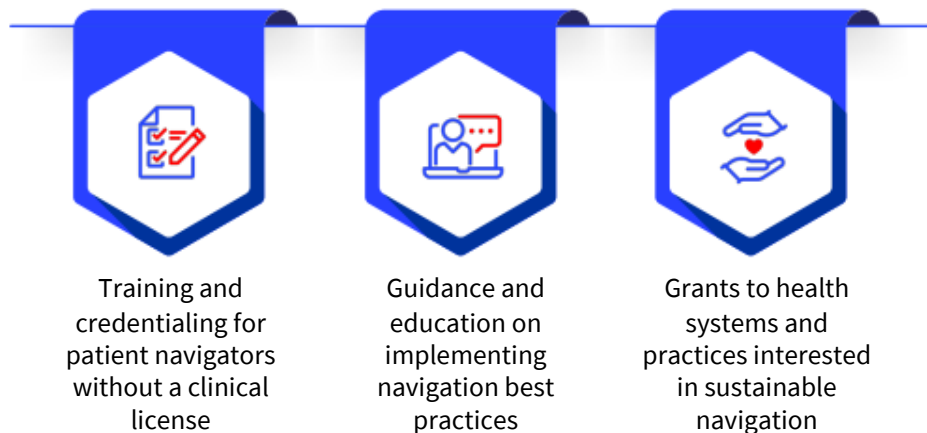 Training and
credentialing for
patient navigators
without a clinical
license
Guidance and
education on
implementing
navigation best
practices
Grants to health
systems and
practices interested
in sustainable
navigation